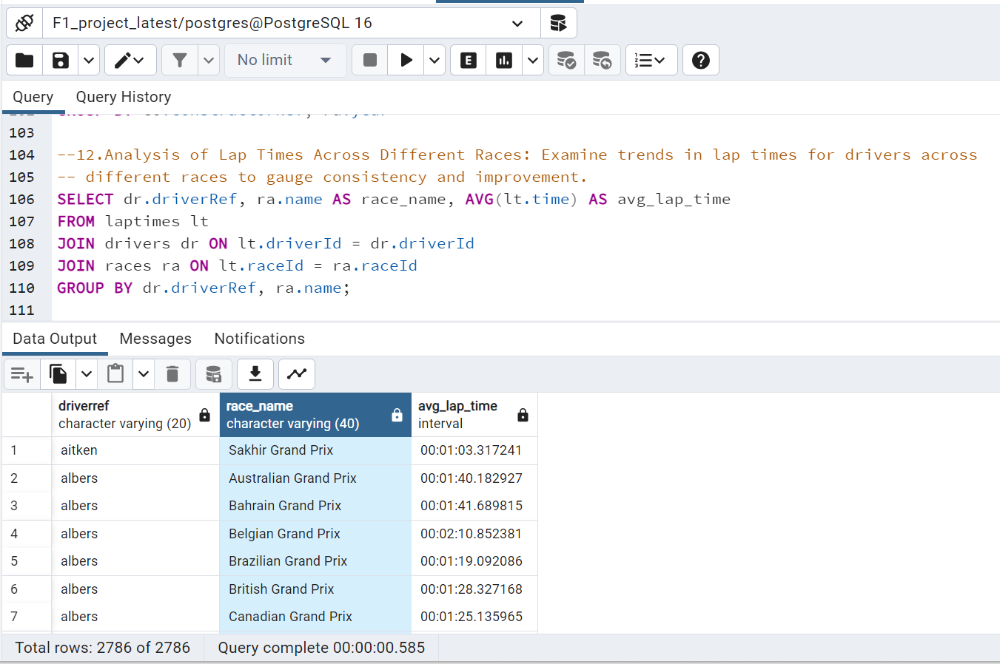 F1_project_latest/postgres@PostgreSQL 16
No limit
E
Query Query History
103
104 --12.Analysis of Lap Times Across Different Races: Examine trends in lap times for drivers across
105 -- different races to gauge consistency and improvement.
106 SELECT dr.driverRef, ra.name AS race_name, AVG(lt.time) AS avg_lap_time
107 FROM laptimes lt
108 JOIN drivers dr ON lt.driverId = dr.driverId
109 JOIN races ra ON lt.raceId = ra.raceId
110 GROUP BY dr.driverRef, ra.name;
111
Data Output Messages Notifications
driverref race_name avg_lap_time
character varying (20) character varying (40) interval
1 aitken Sakhir Grand Prix 00:01:03.317241
2 albers Australian Grand Prix 00:01:40.182927
3 albers Bahrain Grand Prix 00:01:41.689815
4 albers Belgian Grand Prix 00:02:10.852381
5 albers Brazilian Grand Prix 00:01:19.092086
6 albers British Grand Prix 00:01:28.327168
7 albers Canadian Grand Prix 00:01:25.135965
Total rows: 2786 of 2786 Query complete 00:00:00.585